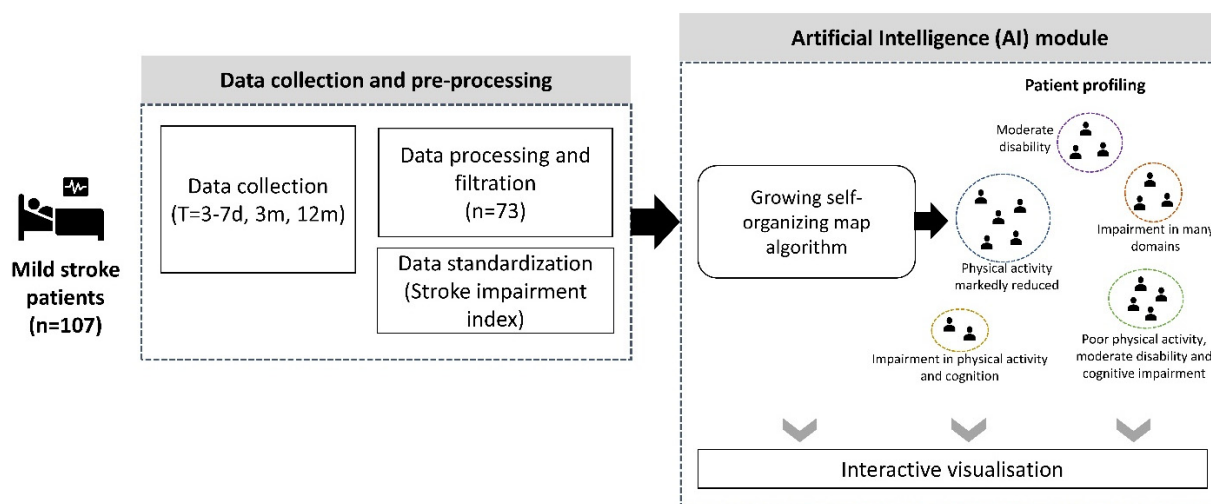 Mild stroke
patients
(n=107)
Data collection and pre-processing
Data collection
(T=3-7d, 3m, 12m)
Data processing and
filtration
(n=73)
Data standardization
(Stroke impairment
index)
Artificial Intelligence (AI) module
Growing self-
organizing map
algorithm
Patient profiling
Moderate
disability
Impairment in many
domains
Physical activity
markedly reduced
Impairment in physical activity
and cognition
Poor physical activity,
moderate disability and
cognitive impairment
Interactive visualisation